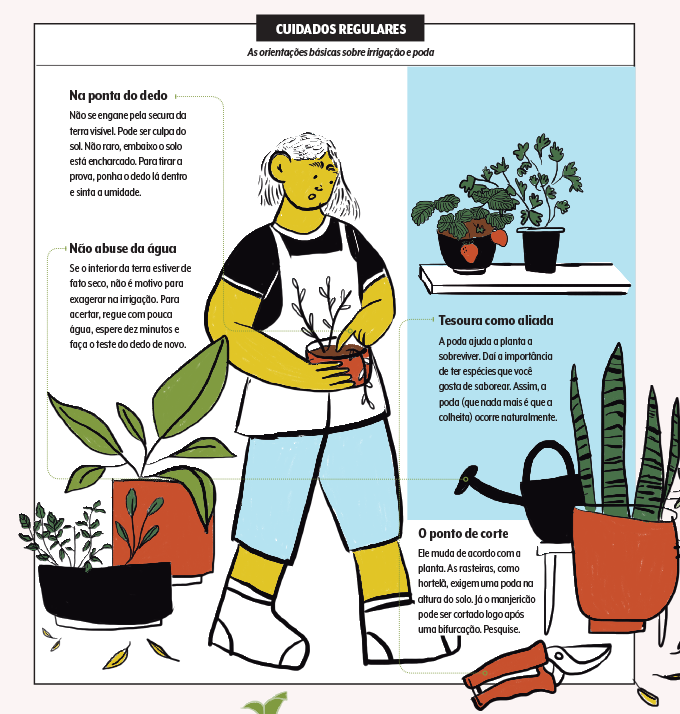 CUIDADOS REGULARES
As orientações básicas sobre irrigação e poda
Na ponta do dedo
Não se engane pela secura da
terra visível. Pode ser culpa do
sol. Não raro, embaixo o solo
está encharcado. Para tirar a
prova, ponha o dedo lá dentro
e sinta a umidade.
Não abuse da água
Se o interior da terra estiver de
fato seco, não é motivo para
exagerar na irrigação. Para
acertar, regue com pouca
água, espere dez minutos e
faça o teste do dedo de novo.
Tesoura como aliada
A poda ajuda a planta a
sobreviver. Daí a importância
de ter espécies que você
gosta de saborear. Assim, a
poda (que nada mais é que a
colheita) ocorre naturalmente.
O ponto de corte
Ele muda de acordo com a
planta. As rasteiras, como
hortelã, exigem uma poda na
altura do solo. Já o manjericão
pode ser cortado logo após
uma bifurcação. Pesquise.